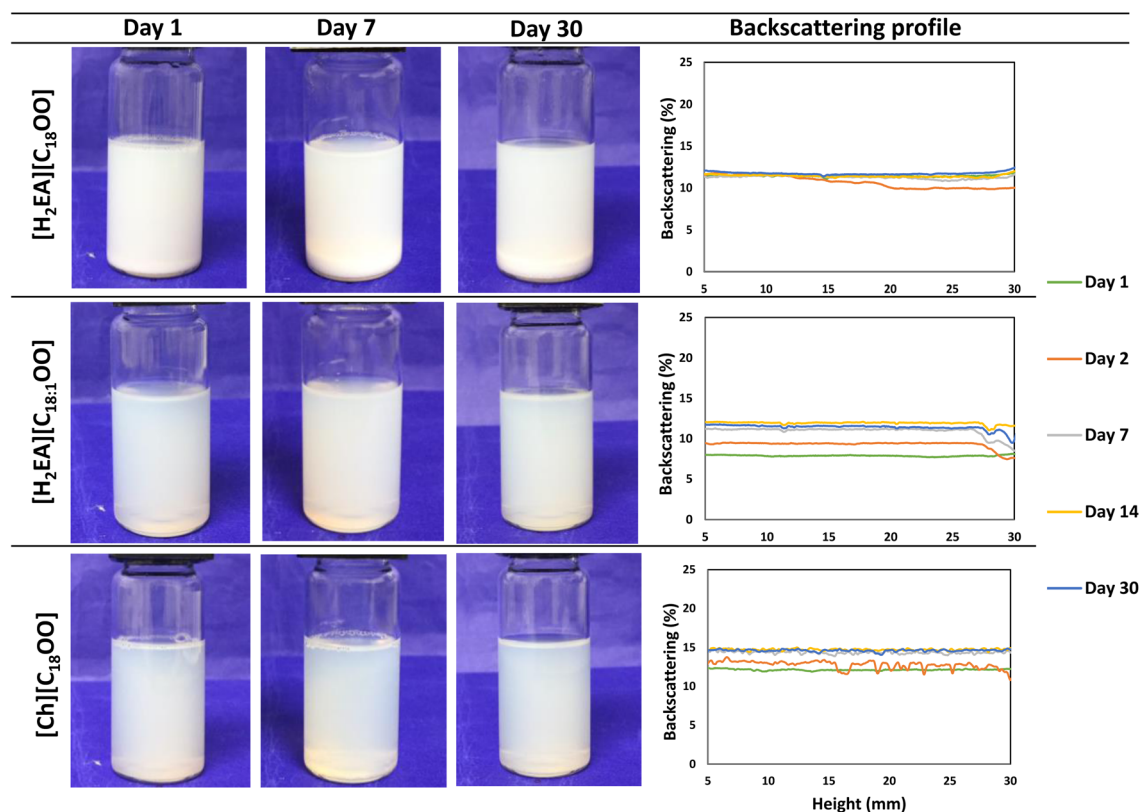 Day 1 Day 7 Day 30 Backscattering profile
[H₂EA][C₁₈OO]
Backscattering (%)
25
20
15
10
5
0
5 10 15 20 25 30
[H₂EA][C₁₈:₁OO]
Backscattering (%)
25
20
15
10
5
0
5 10 15 20 25 30
[Ch][C₁₈OO]
Backscattering (%)
25
20
15
10
5
0
5 10 15 20 25 30
Height (mm)
Day 1
Day 2
Day 7
Day 14
Day 30